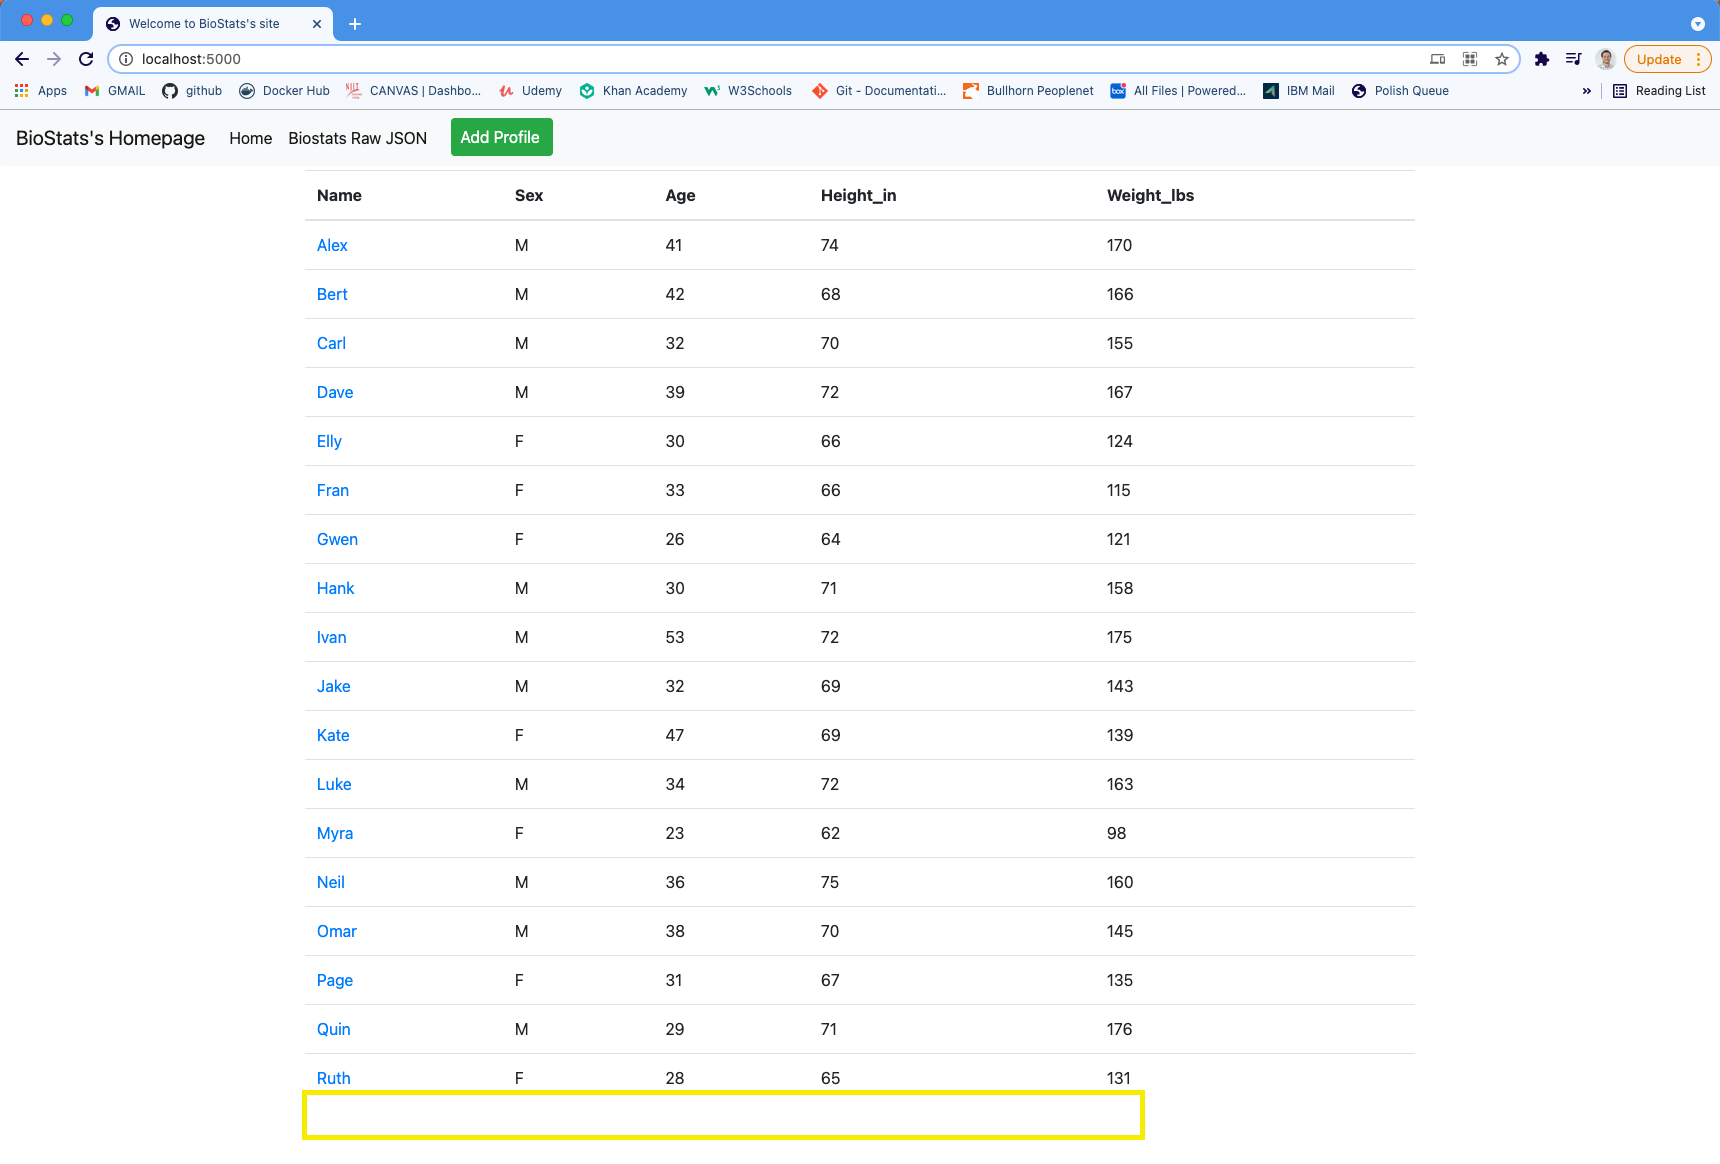 Welcome to BioStats's site
localhost:5000
Update
Apps GMAIL github Docker Hub CANVAS | Dashbo... Udemy Khan Academy W3Schools Git - Documentati... Bullhorn Peoplenet box All Files | Powered... IBM Mail Polish Queue » Reading List
BioStats's Homepage Home Biostats Raw JSON Add Profile
Name Sex Age Height_in Weight_lbs
Alex M 41 74 170
Bert M 42 68 166
Carl M 32 70 155
Dave M 39 72 167
Elly F 30 66 124
Fran F 33 66 115
Gwen F 26 64 121
Hank M 30 71 158
Ivan M 53 72 175
Jake M 32 69 143
Kate F 47 69 139
Luke M 34 72 163
Myra F 23 62 98
Neil M 36 75 160
Omar M 38 70 145
Page F 31 67 135
Quin M 29 71 176
Ruth F 28 65 131